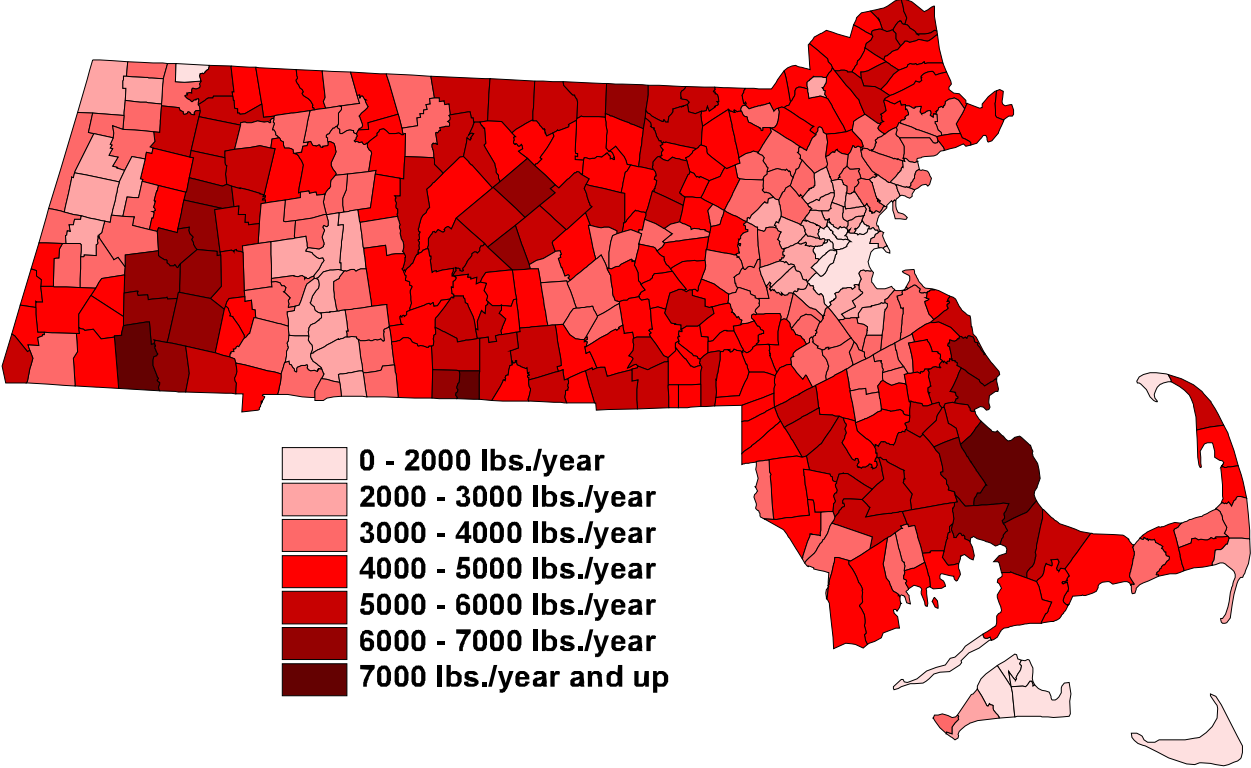 0 - 2000 lbs./year
2000 - 3000 lbs./year
3000 - 4000 lbs./year
4000 - 5000 lbs./year
5000 - 6000 lbs./year
6000 - 7000 lbs./year
7000 lbs./year and up